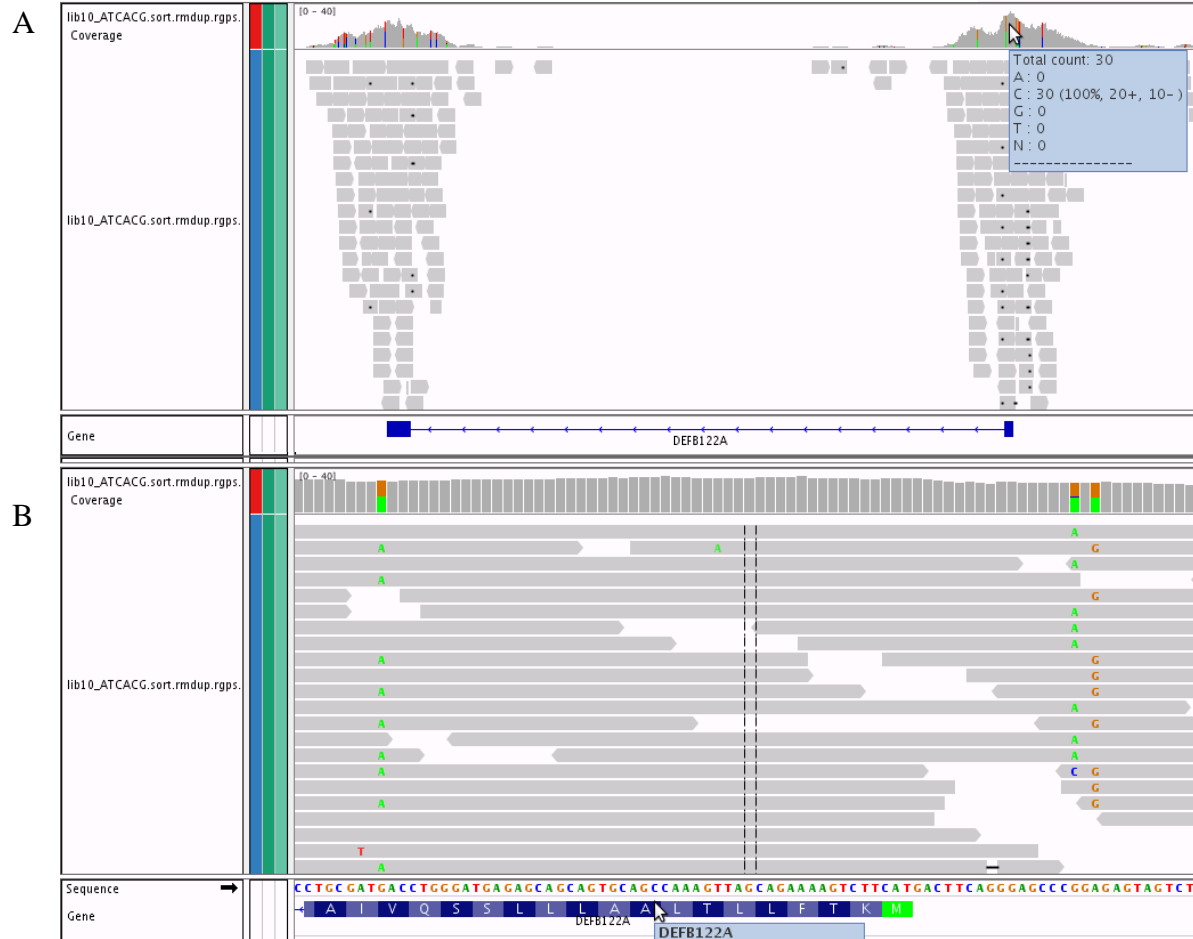 A
lib10_ATCACG.sort.rmdup.rgps.
Coverage
[0 - 40]
Total count: 30
A : 0
C : 30 (100%, 20+, 10- )
G : 0
T : 0
N : 0
---------------
lib10_ATCACG.sort.rmdup.rgps.
Gene
DEFB122A
B
lib10_ATCACG.sort.rmdup.rgps.
Coverage
[0 - 40]
A
A A G
A
A
G
A
A
A
A G
G
A G
A
A G
A
A A
A C G
G
A G
T
A
lib10_ATCACG.sort.rmdup.rgps.
Sequence
CCTGCGATGACCTGGGATGAGAGCAGCAGTGCAGCCAAAGTTAGCAGAAAAGTCTTCATGACTTCAGGGAGCCCGGAGAGTAGTCT
Gene
A I V Q S S L L L A A L T L L F T K M
DEFB122A
DEFB122A